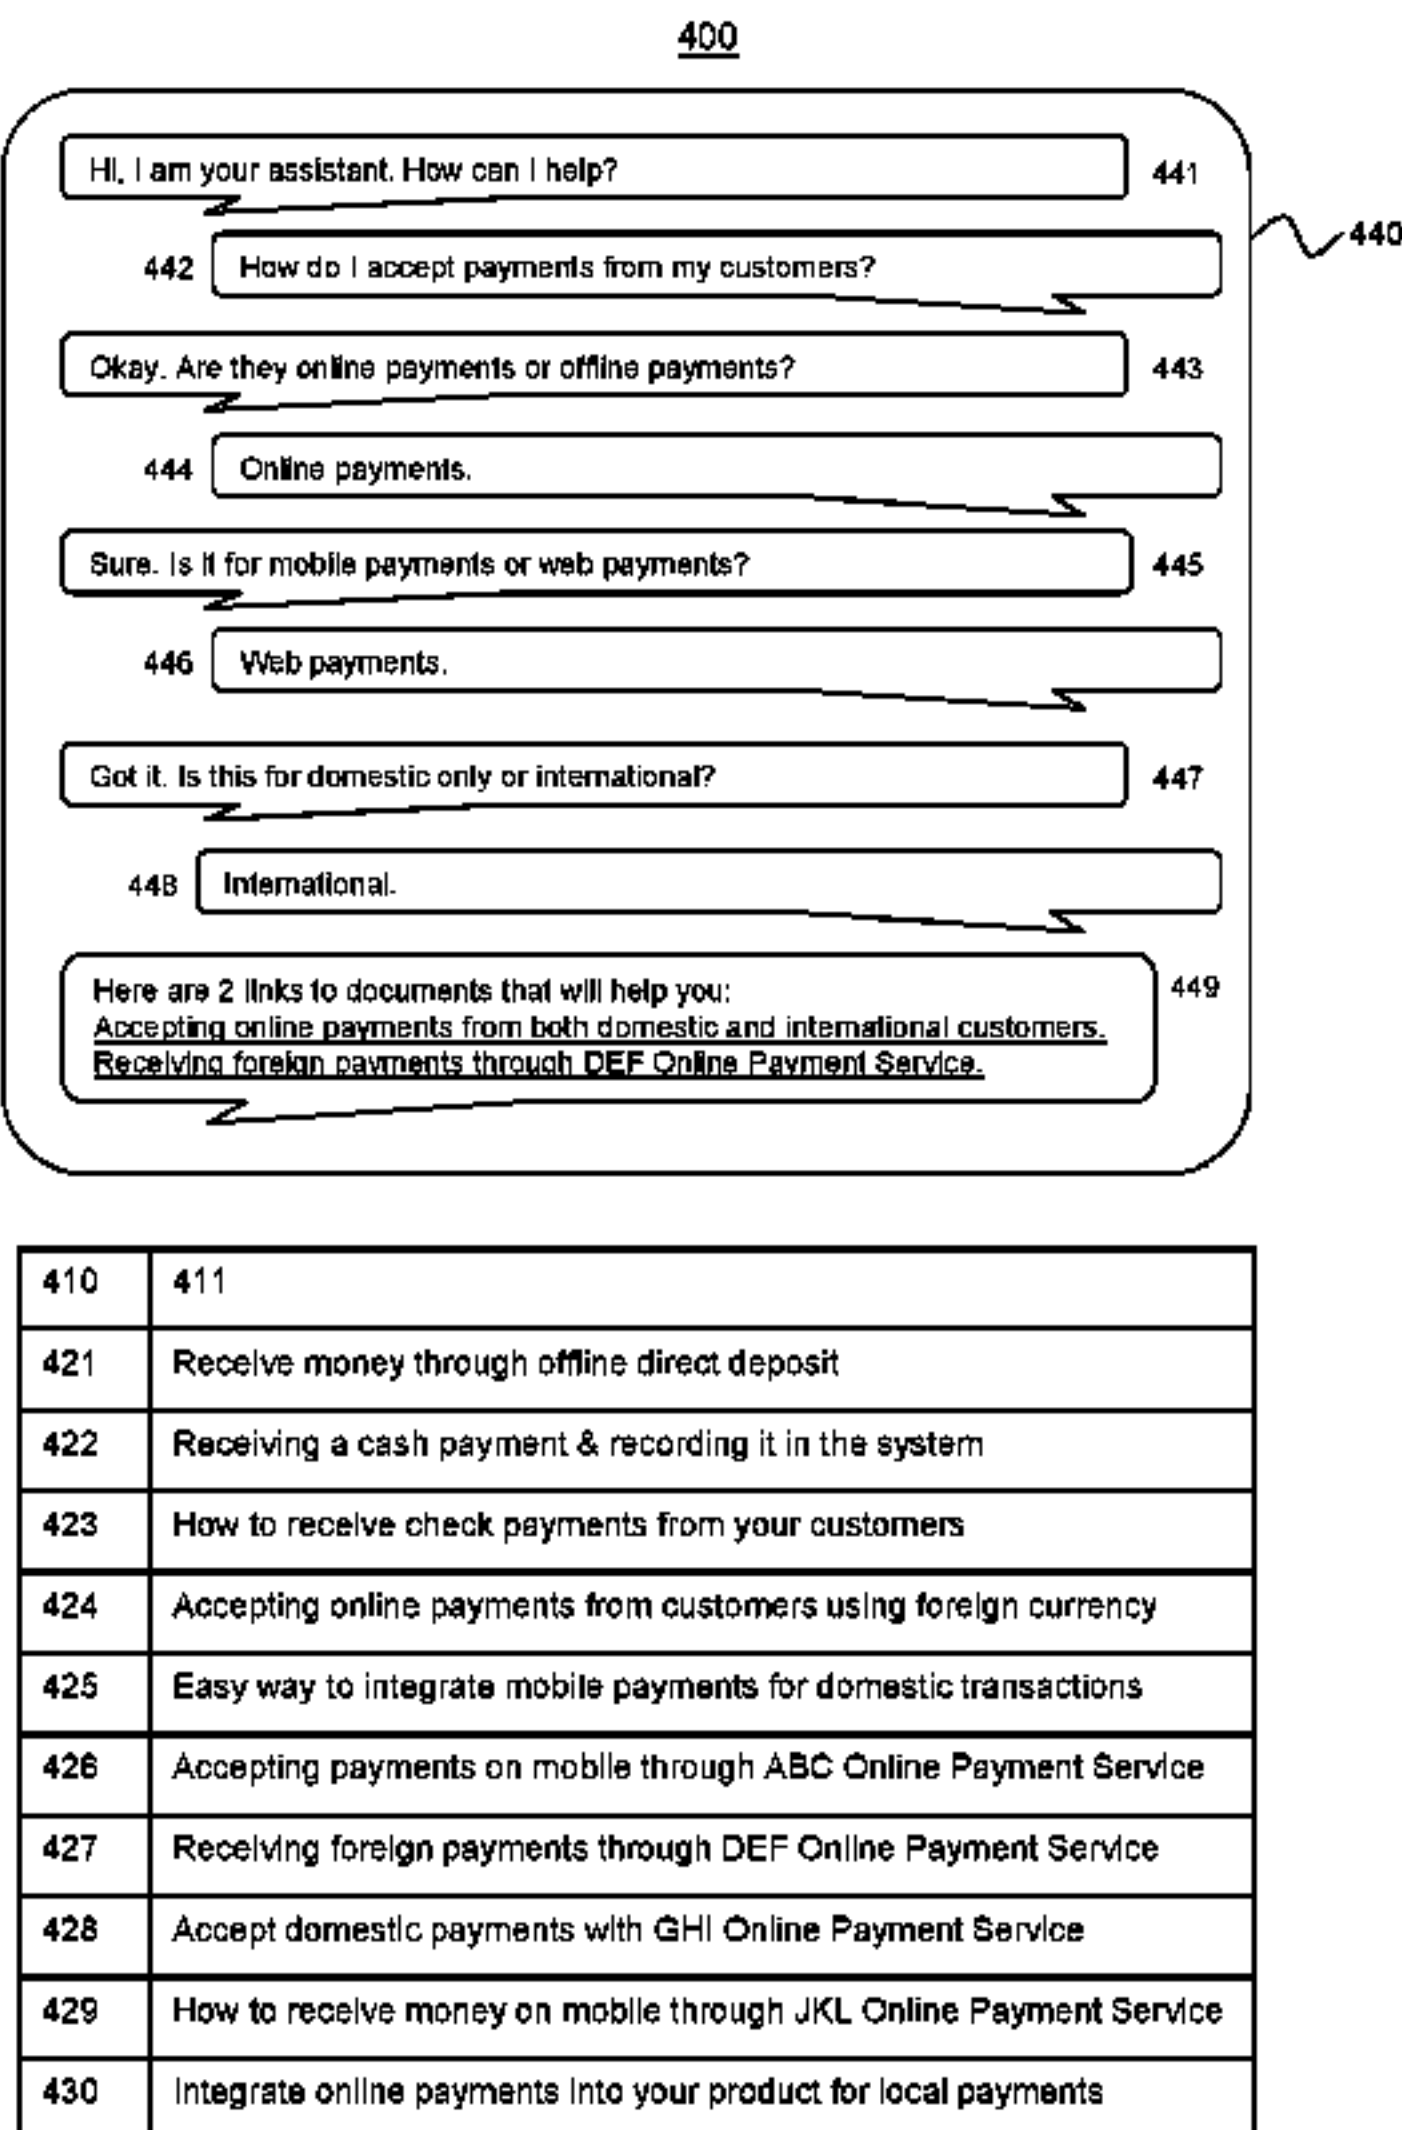 400
Hi, I am your assistant. How can I help? 441
440
442 How do I accept payments from my customers?
Okay. Are they online payments or offline payments? 443
444 Online payments.
Sure. Is it for mobile payments or web payments? 445
446 Web payments.
Got it. Is this for domestic only or international? 447
448 International.
Here are 2 links to documents that will help you: 449
Accepting online payments from both domestic and international customers.
Receiving foreign payments through DEF Online Payment Service.
410 411
421 Receive money through offline direct deposit
422 Receiving a cash payment & recording it in the system
423 How to receive check payments from your customers
424 Accepting online payments from customers using foreign currency
425 Easy way to integrate mobile payments for domestic transactions
426 Accepting payments on mobile through ABC Online Payment Service
427 Receiving foreign payments through DEF Online Payment Service
428 Accept domestic payments with GHI Online Payment Service
429 How to receive money on mobile through JKL Online Payment Service
430 Integrate online payments into your product for local payments